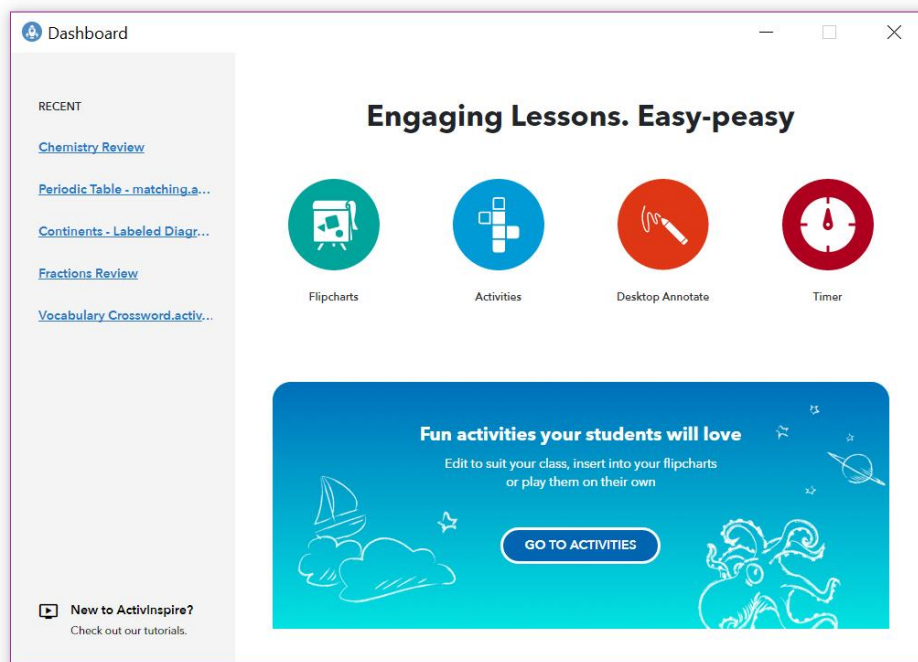 Dashboard
RECENT
Chemistry Review
Periodic Table - matching.a...
Continents - Labeled Diagr...
Fractions Review
Vocabulary Crossword.activ...
New to ActivInspire?
Check out our tutorials.
Engaging Lessons. Easy-peasy
Flipcharts
Activities
Desktop Annotate
Timer
Fun activities your students will love
Edit to suit your class, insert into your flipcharts
or play them on their own
GO TO ACTIVITIES